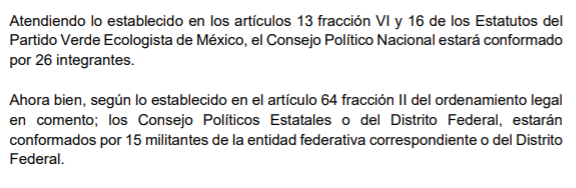 Atendiendo lo establecido en los artículos 13 fracción VI y 16 de los Estatutos del
Partido Verde Ecologista de México, el Consejo Político Nacional estará conformado
por 26 integrantes.
Ahora bien, según lo establecido en el artículo 64 fracción II del ordenamiento legal
en comento; los Consejo Políticos Estatales o del Distrito Federal, estarán
conformados por 15 militantes de la entidad federativa correspondiente o del Distrito
Federal.